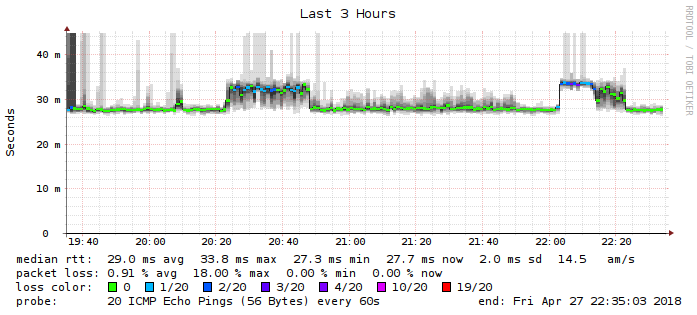 Last 3 Hours
RRDTOOL / TOBI OETIKER
Seconds
40 m
30 m
20 m
10 m
0
19:40 20:00 20:20 20:40 21:00 21:20 21:40 22:00 22:20
median rtt: 29.0 ms avg 33.8 ms max 27.3 ms min 27.7 ms now 2.0 ms sd 14.5 am/s
packet loss: 0.91 % avg 18.00 % max 0.00 % min 0.00 % now
loss color: 0 1/20 2/20 3/20 4/20 10/20 19/20
probe: 20 ICMP Echo Pings (56 Bytes) every 60s end: Fri Apr 27 22:35:03 2018